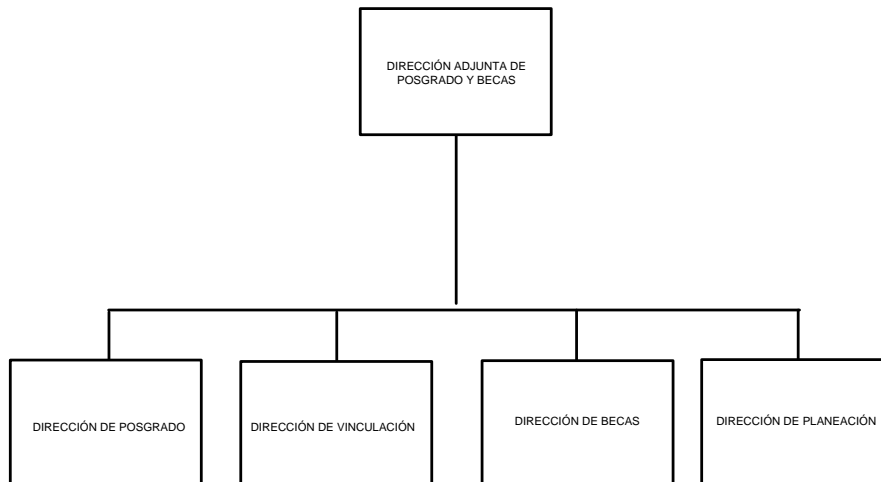 DIRECCIÓN ADJUNTA DE
POSGRADO Y BECAS
DIRECCIÓN DE POSGRADO
DIRECCIÓN DE VINCULACIÓN
DIRECCIÓN DE BECAS
DIRECCIÓN DE PLANEACIÓN